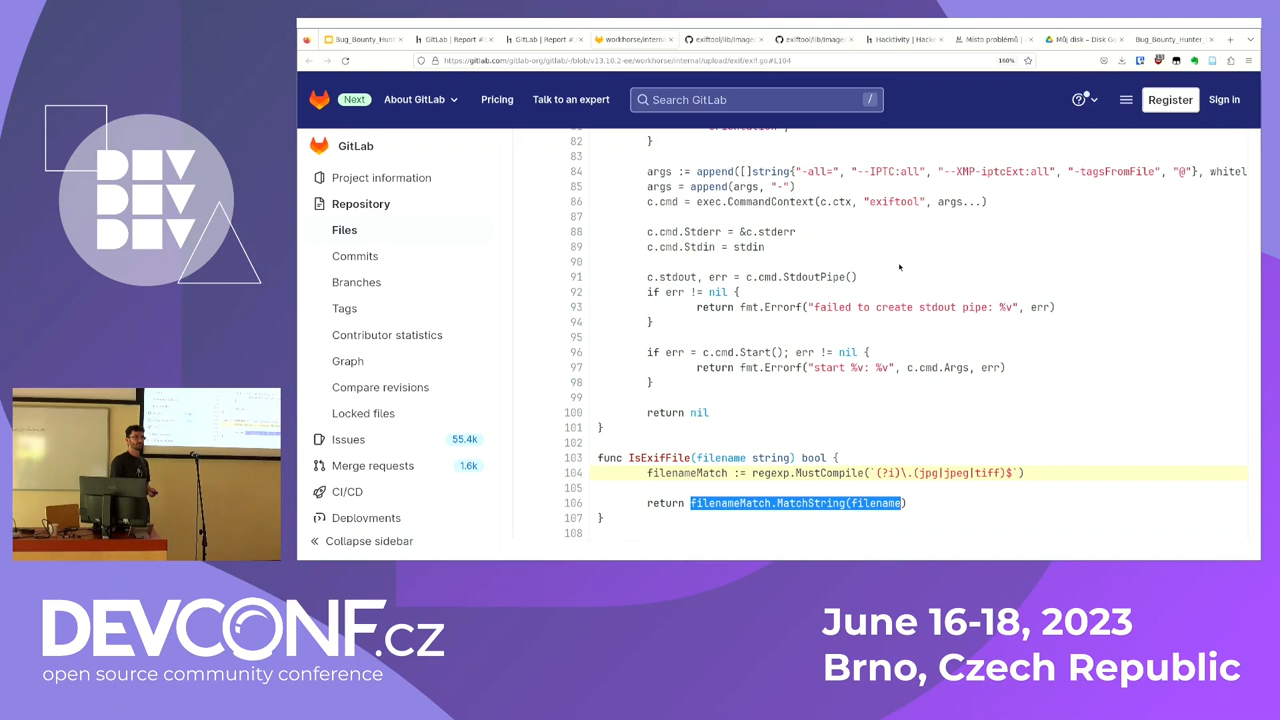 DEV
DEV
DEV
Bug_Bounty_Hunt
GitLab | Report #
GitLab | Report #
workhorse/interna
exiftool/lib/Image
exiftool/lib/Image
Hacktivity | Hacke
Místo problémů
Můj disk – Disk G
Bug_Bounty_Hunter_
https://gitlab.com/gitlab-org/gitlab/-/blob/v13.10.2-ee/workhorse/internal/upload/exif/exif.go#L104
160%
Next
About GitLab
Pricing
Talk to an expert
Search GitLab
/
Register
Sign in
GitLab
Project information
Repository
Files
Commits
Branches
Tags
Contributor statistics
Graph
Compare revisions
Locked files
Issues 55.4k
Merge requests 1.6k
CI/CD
Deployments
Collapse sidebar
82 }
83
84 args := append([]string{"-all=", "--IPTC:all", "--XMP-iptcExt:all", "-tagsFromFile", "@"}, whitel
85 args = append(args, "-")
86 c.cmd = exec.CommandContext(c.ctx, "exiftool", args...)
87
88 c.cmd.Stderr = &c.stderr
89 c.cmd.Stdin = stdin
90
91 c.stdout, err = c.cmd.StdoutPipe()
92 if err != nil {
93 return fmt.Errorf("failed to create stdout pipe: %v", err)
94 }
95
96 if err = c.cmd.Start(); err != nil {
97 return fmt.Errorf("start %v: %v", c.cmd.Args, err)
98 }
99
100 return nil
101 }
102
103 func IsExifFile(filename string) bool {
104 filenameMatch := regexp.MustCompile(`(?i)\.(jpg|jpeg|tiff)$`)
105
106 return filenameMatch.MatchString(filename)
107 }
108
DEVCONF.cz
open source community conference
June 16-18, 2023
Brno, Czech Republic